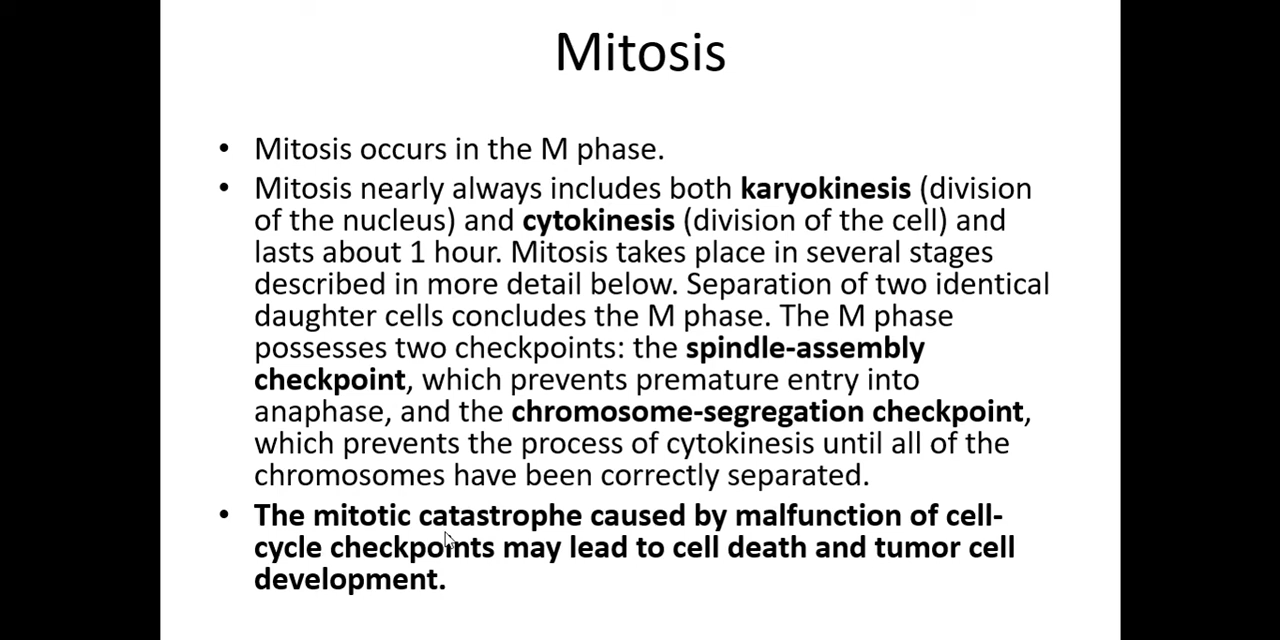 Mitosis
• Mitosis occurs in the M phase.
• Mitosis nearly always includes both karyokinesis (division
of the nucleus) and cytokinesis (division of the cell) and
lasts about 1 hour. Mitosis takes place in several stages
described in more detail below. Separation of two identical
daughter cells concludes the M phase. The M phase
possesses two checkpoints: the spindle-assembly
checkpoint, which prevents premature entry into
anaphase, and the chromosome-segregation checkpoint,
which prevents the process of cytokinesis until all of the
chromosomes have been correctly separated.
• The mitotic catastrophe caused by malfunction of cell-
cycle checkpoints may lead to cell death and tumor cell
development.